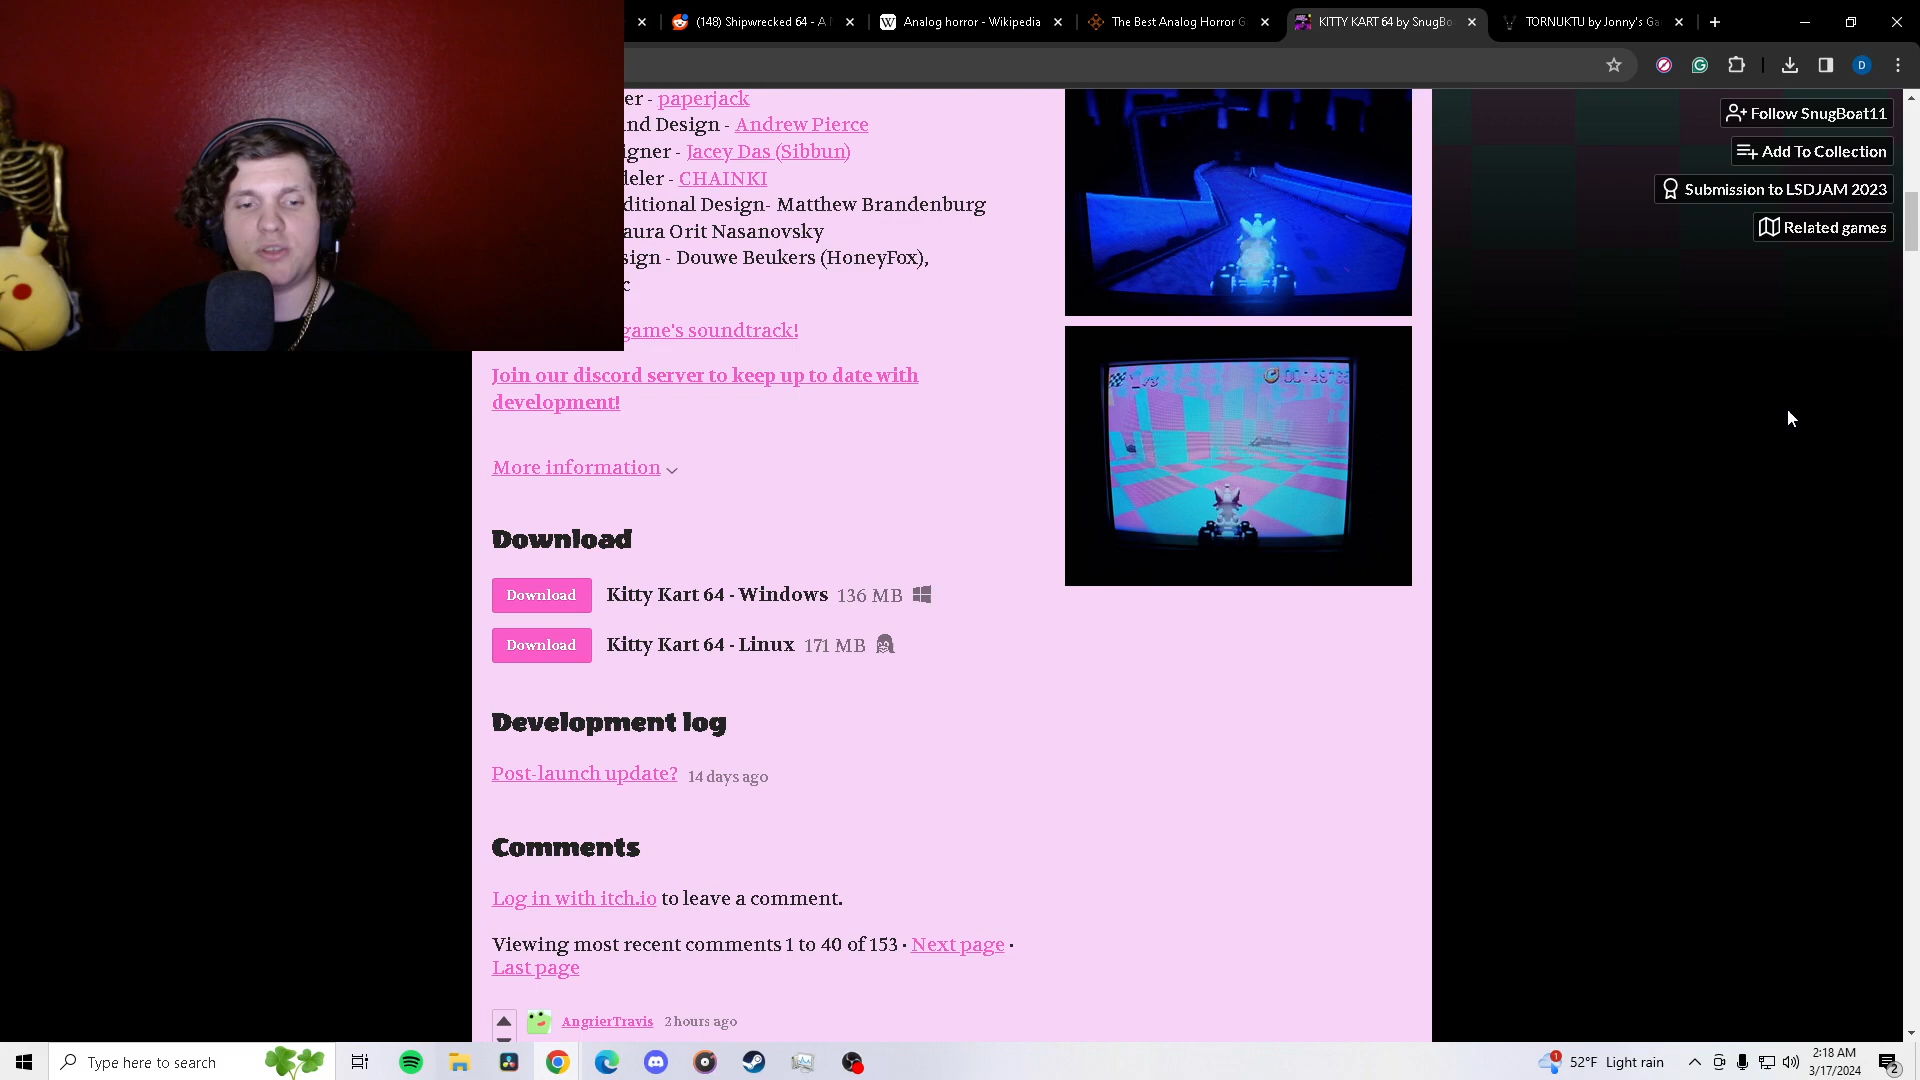 (148) Shipwrecked 64 - A
Analog horror - Wikipedia
The Best Analog Horror G
KITTY KART 64 by SnugBo
TORNUKTU by Jonny's Ga
D
er - paperjack
nd Design - Andrew Pierce
igner - Jacey Das (Sibbun)
deler - CHAINKI
ditional Design- Matthew Brandenburg
aura Orit Nasanovsky
sign - Douwe Beukers (HoneyFox),
c
game's soundtrack!
Join our discord server to keep up to date with
development!
More information
Download
Download Kitty Kart 64 - Windows 136 MB
Download Kitty Kart 64 - Linux 171 MB
Development log
Post-launch update? 14 days ago
Comments
Log in with itch.io to leave a comment.
Viewing most recent comments 1 to 40 of 153 · Next page ·
Last page
AngrierTravis 2 hours ago
Follow SnugBoat11
Add To Collection
Submission to LSDJAM 2023
Related games
Type here to search
1
52°F Light rain
2:18 AM
3/17/2024
2